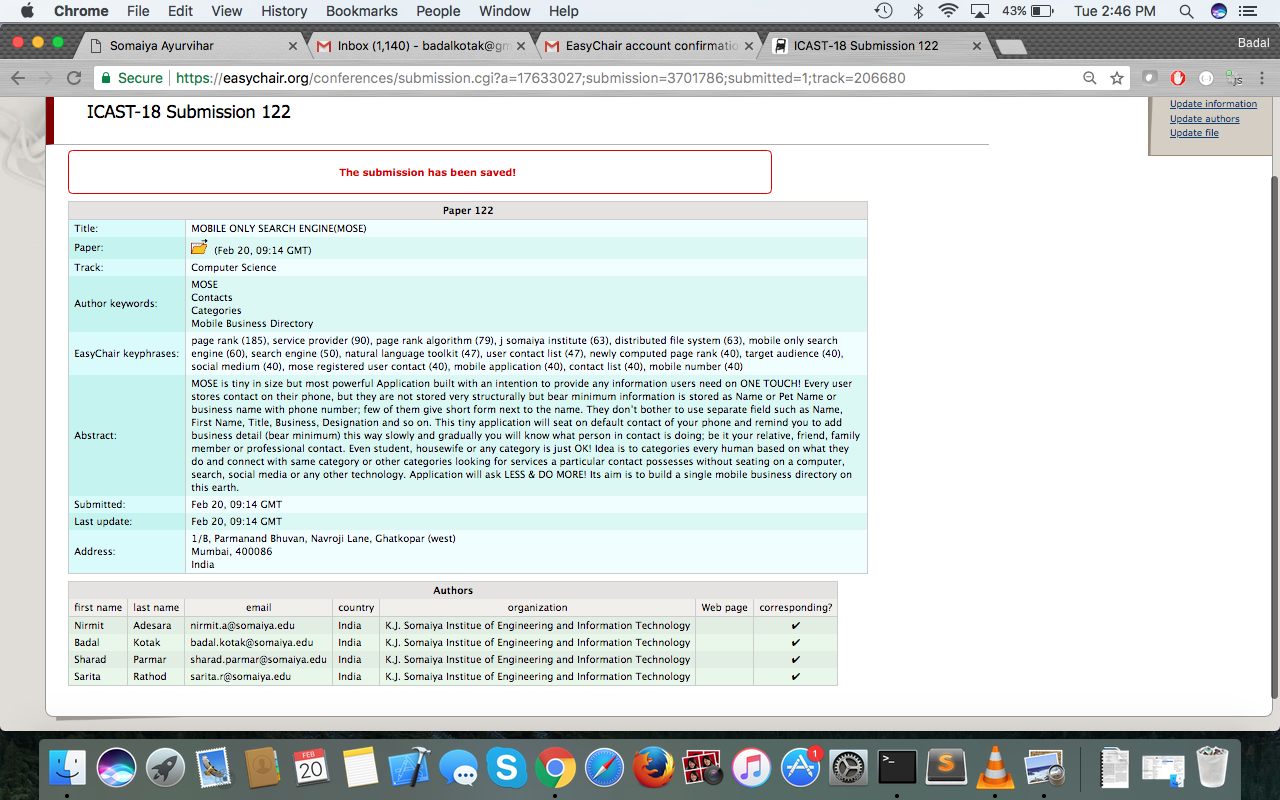 Chrome File Edit View History Bookmarks People Window Help 43% Tue 2:46 PM
Somaiya Ayurvihar
Inbox (1,140) - badalkotak@gm
EasyChair account confirmatio
ICAST-18 Submission 122
Badal
Secure https://easychair.org/conferences/submission.cgi?a=17633027;submission=3701786;submitted=1;track=206680
ICAST-18 Submission 122
Update information
Update authors
Update file
The submission has been saved!
Paper 122
Title: MOBILE ONLY SEARCH ENGINE(MOSE)
Paper: (Feb 20, 09:14 GMT)
Track: Computer Science
Author keywords: MOSE
Contacts
Categories
Mobile Business Directory
EasyChair keyphrases: page rank (185), service provider (90), page rank algorithm (79), j somaiya institute (63), distributed file system (63), mobile only search
engine (60), search engine (50), natural language toolkit (47), user contact list (47), newly computed page rank (40), target audience (40),
social medium (40), mose registered user contact (40), mobile application (40), contact list (40), mobile number (40)
Abstract: MOSE is tiny in size but most powerful Application built with an intention to provide any information users need on ONE TOUCH! Every user
stores contact on their phone, but they are not stored very structurally but bear minimum information is stored as Name or Pet Name or
business name with phone number; few of them give short form next to the name. They don't bother to use separate field such as Name,
First Name, Title, Business, Designation and so on. This tiny application will seat on default contact of your phone and remind you to add
business detail (bear minimum) this way slowly and gradually you will know what person in contact is doing; be it your relative, friend, family
member or professional contact. Even student, housewife or any category is just OK! Idea is to categories every human based on what they
do and connect with same category or other categories looking for services a particular contact possesses without seating on a computer,
search, social media or any other technology. Application will ask LESS & DO MORE! Its aim is to build a single mobile business directory on
this earth.
Submitted: Feb 20, 09:14 GMT
Last update: Feb 20, 09:14 GMT
Address: 1/B, Parmanand Bhuvan, Navroji Lane, Ghatkopar (west)
Mumbai, 400086
India
Authors
first name last name email country organization Web page corresponding?
Nirmit Adesara nirmit.a@somaiya.edu India K.J. Somaiya Institue of Engineering and Information Technology ✔
Badal Kotak badal.kotak@somaiya.edu India K.J. Somaiya Institue of Engineering and Information Technology ✔
Sharad Parmar sharad.parmar@somaiya.edu India K.J. Somaiya Institue of Engineering and Information Technology ✔
Sarita Rathod sarita.r@somaiya.edu India K.J. Somaiya Institue of Engineering and Information Technology ✔
FEB
20
1